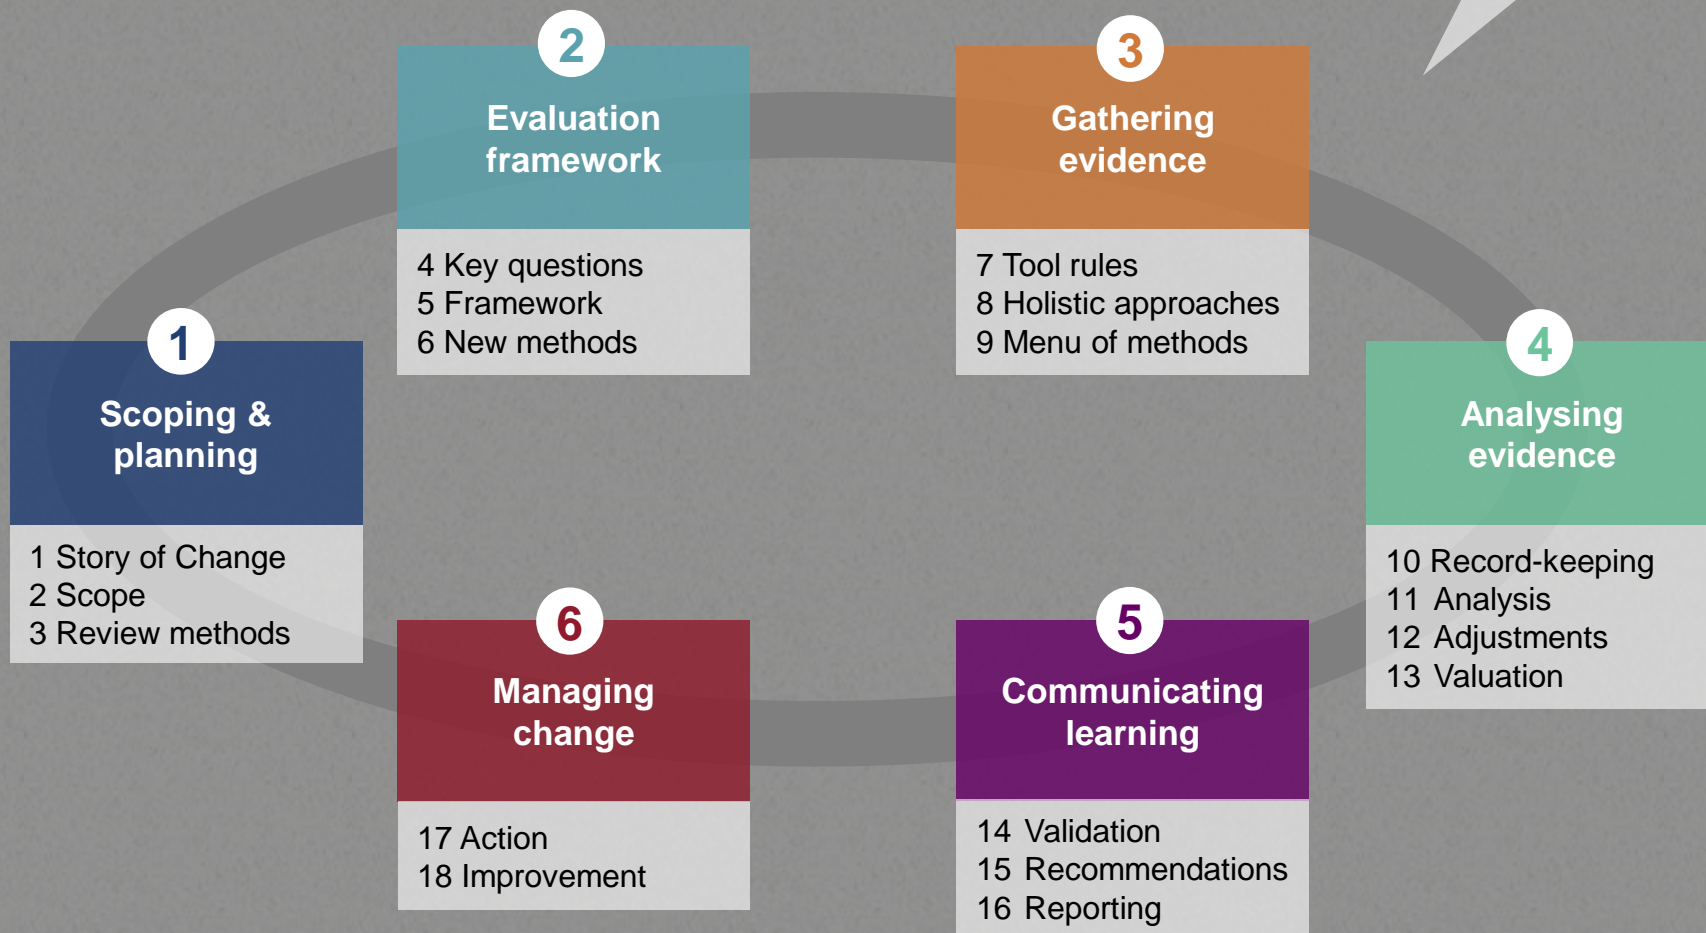 1
Scoping &
planning
1 Story of Change
2 Scope
3 Review methods
2
Evaluation
framework
4 Key questions
5 Framework
6 New methods
3
Gathering
evidence
7 Tool rules
8 Holistic approaches
9 Menu of methods
4
Analysing
evidence
10 Record-keeping
11 Analysis
12 Adjustments
13 Valuation
5
Communicating
learning
14 Validation
15 Recommendations
16 Reporting
6
Managing
change
17 Action
18 Improvement